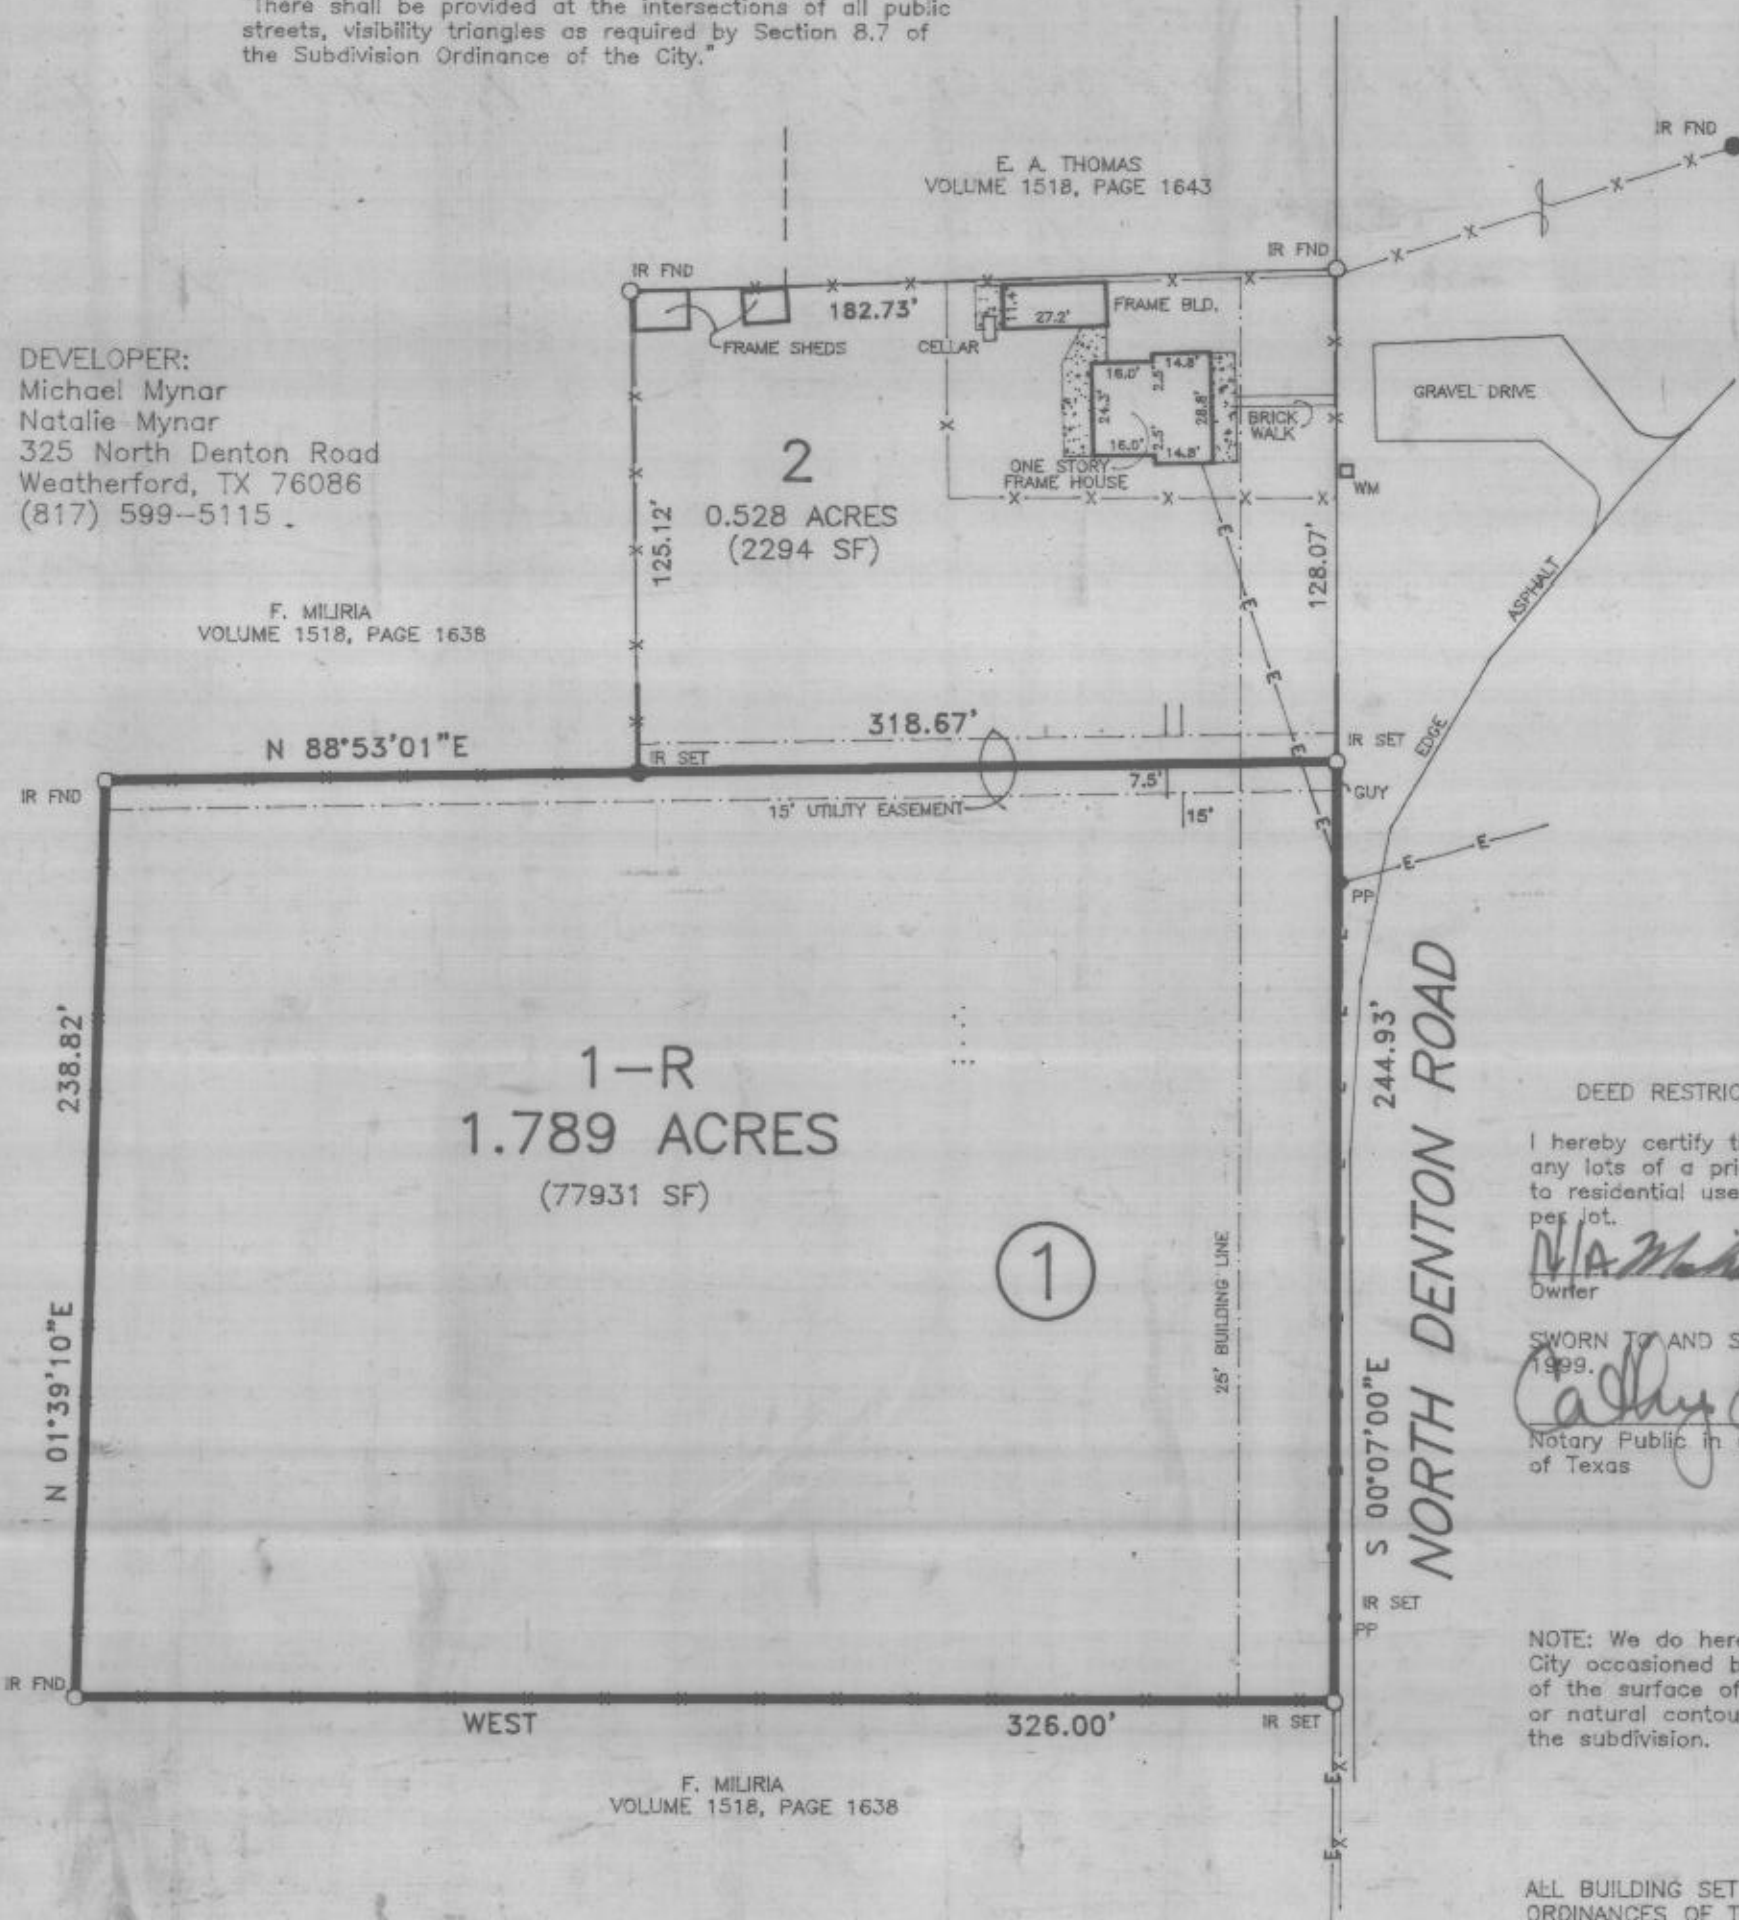 There shall be provided at the intersections of all public
streets, visibility triangles as required by Section 8.7 of
the Subdivision Ordinance of the City."
E. A. THOMAS
VOLUME 1518, PAGE 1643
IR FND
IR FND
IR FND
182.73'
11.4
27.2'
FRAME BLD.
FRAME SHEDS
CELLAR
DEVELOPER:
Michael Mynar
Natalie Mynar
325 North Denton Road
Weatherford, TX 76086
(817) 599-5115
16.0'
14.8'
2.5'
24.3'
28.8'
16.0'
2.5'
14.8'
BRICK
WALK
GRAVEL DRIVE
ONE STORY
FRAME HOUSE
WM
2
0.528 ACRES
(2294 SF)
125.12'
128.07'
ASPHALT
EDGE
F. MILIRIA
VOLUME 1518, PAGE 1638
N 88°53'01"E
318.67'
IR SET
IR SET
IR FND
7.5'
GUY
15' UTILITY EASEMENT
15'
E
E
PP
238.82'
N 01°39'10"E
1-R
1.789 ACRES
(77931 SF)
1
25' BUILDING LINE
244.93'
S 00°07'00"E
NORTH DENTON ROAD
DEED RESTRIC
I hereby certify t
any lots of a pri
to residential use
per lot.
N/A
Owner
SWORN TO AND S
1999.
Cathy
Notary Public in
of Texas
IR SET
PP
NOTE: We do here
City occasioned b
of the surface of
or natural contou
the subdivision.
IR FND
WEST
326.00'
IR SET
F. MILIRIA
VOLUME 1518, PAGE 1638
ALL BUILDING SET
ORDINANCES OF T